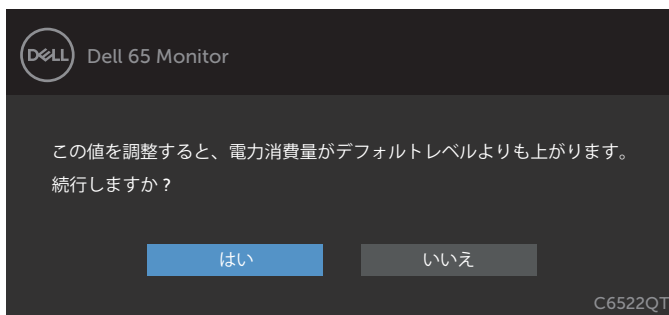 DELL
Dell 65 Monitor
この値を調整すると、電力消費量がデフォルトレベルよりも上がります。
続行しますか ?
はい いいえ
C6522QT